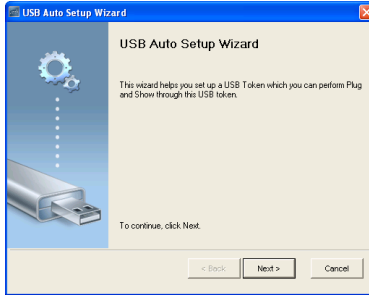 USB Auto Setup Wizard
USB Auto Setup Wizard
This wizard helps you set up a USB Token which you can perform Plug
and Show through this USB token.
To continue, click Next.
< Back
Next >
Cancel